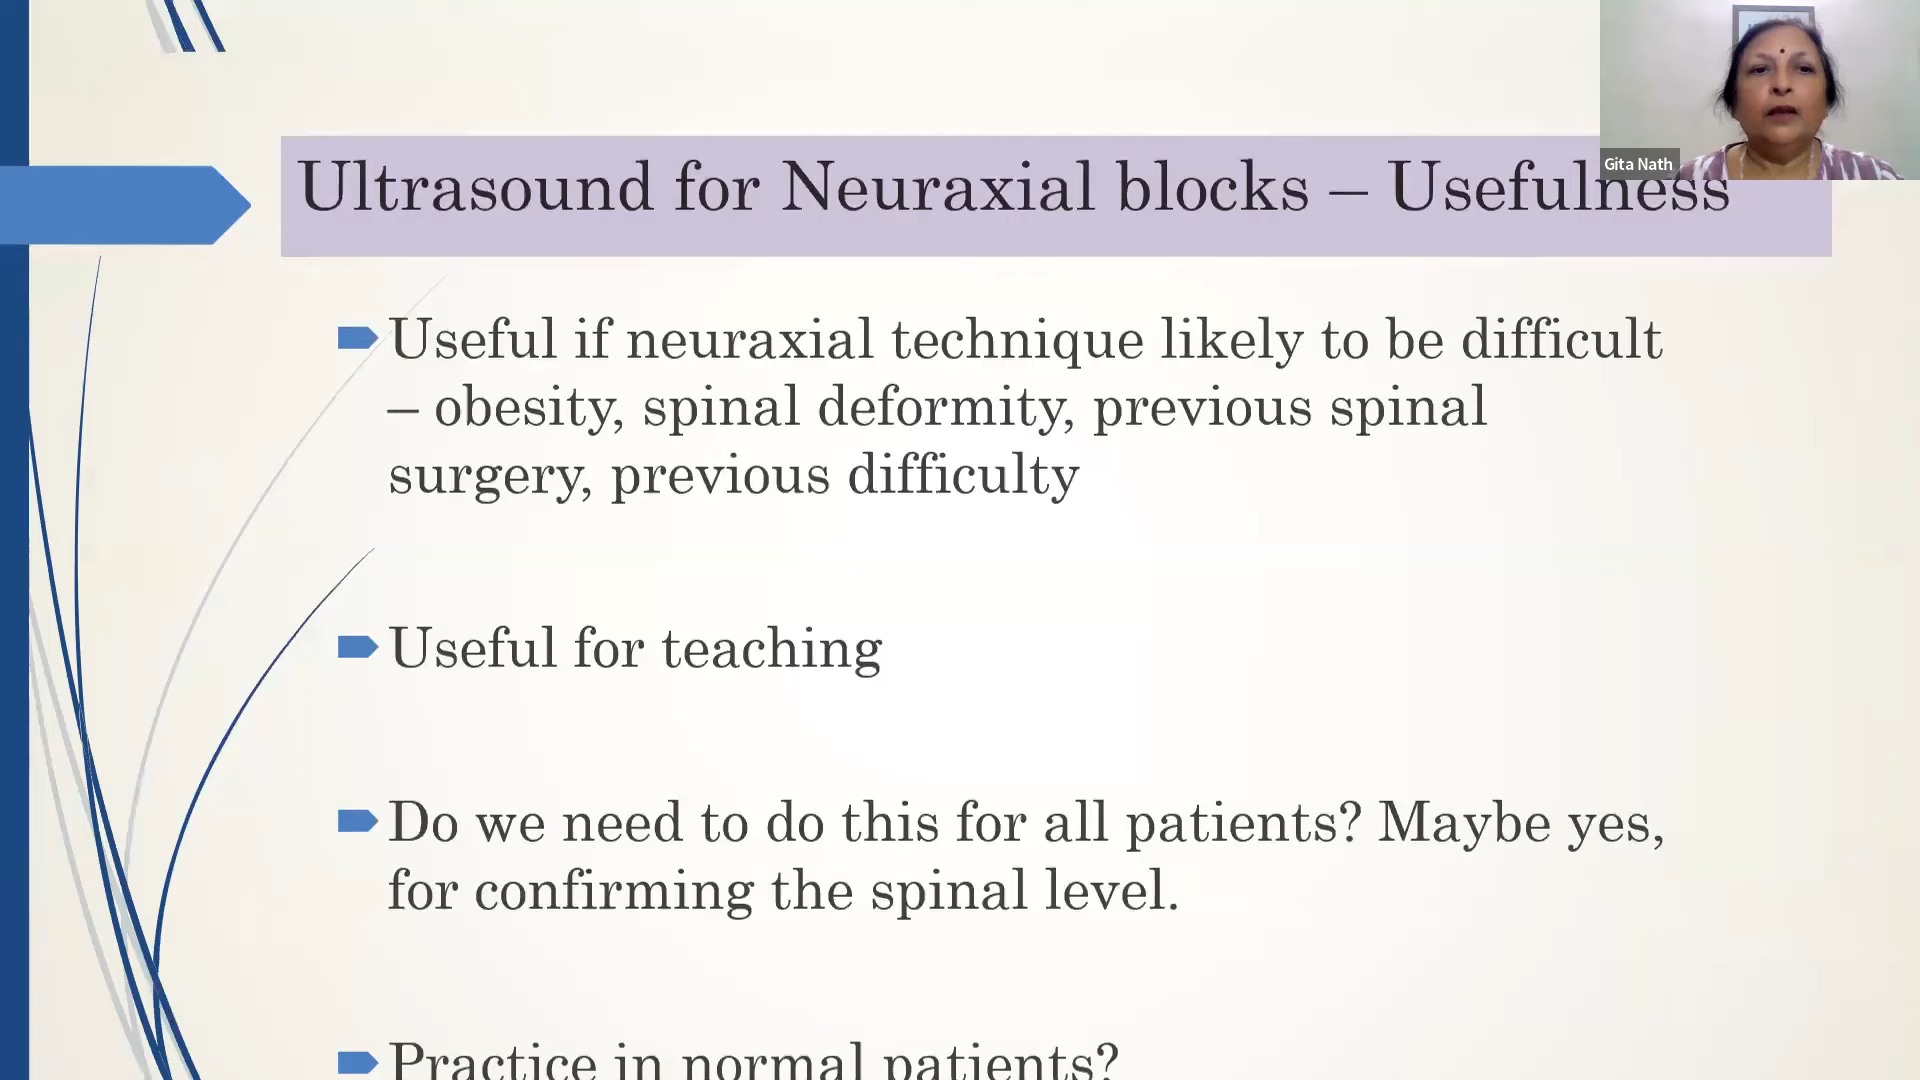 Ultrasound for Neuraxial blocks – Usefulness
Gita Nath
Useful if neuraxial technique likely to be difficult
– obesity, spinal deformity, previous spinal
surgery, previous difficulty
Useful for teaching
Do we need to do this for all patients? Maybe yes,
for confirming the spinal level.
Practice in normal patients?